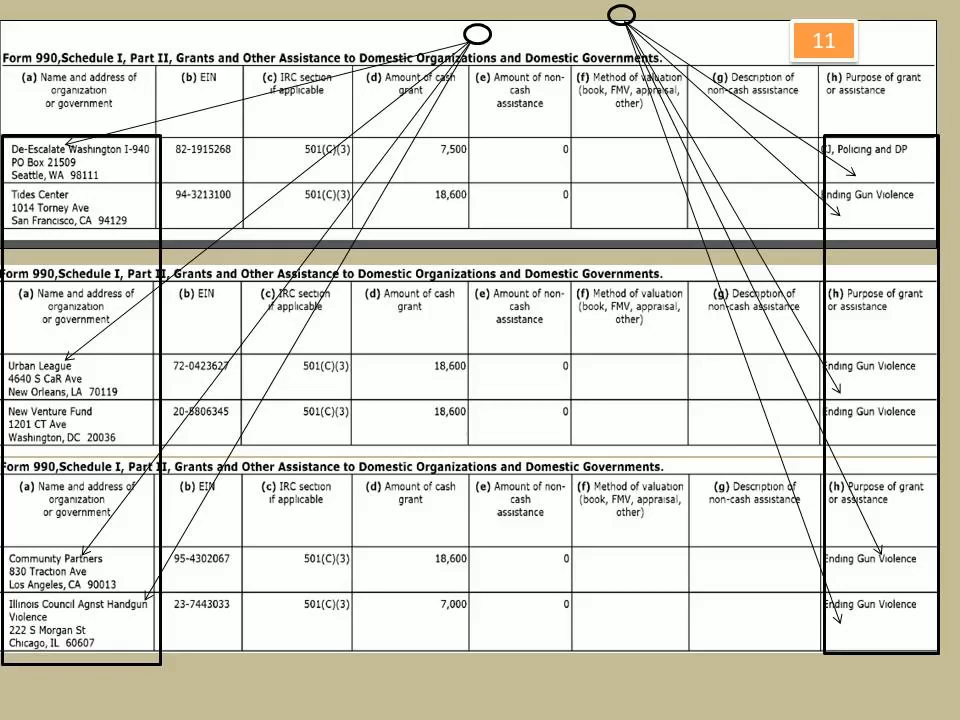 11
Form 990,Schedule I, Part II, Grants and Other Assistance to Domestic Organizations and Domestic Governments.
(a) Name and address of organization or government (b) EIN (c) IRC section if applicable (d) Amount of cash grant (e) Amount of non-cash assistance (f) Method of valuation (book, FMV, appraisal, other) (g) Description of non-cash assistance (h) Purpose of grant or assistance
De-Escalate Washington I-940 82-1915268 501(C)(3) 7,500 0 CJ, Policing and DP
PO Box 21509
Seattle, WA 98111
Tides Center 94-3213100 501(C)(3) 18,600 0 Ending Gun Violence
1014 Torney Ave
San Francisco, CA 94129
Form 990,Schedule I, Part II, Grants and Other Assistance to Domestic Organizations and Domestic Governments.
(a) Name and address of organization or government (b) EIN (c) IRC section if applicable (d) Amount of cash grant (e) Amount of non-cash assistance (f) Method of valuation (book, FMV, appraisal, other) (g) Description of non-cash assistance (h) Purpose of grant or assistance
Urban League 72-0423627 501(C)(3) 18,600 0 Ending Gun Violence
4640 S CaR Ave
New Orleans, LA 70119
New Venture Fund 20-5806345 501(C)(3) 18,600 0 Ending Gun Violence
1201 CT Ave
Washington, DC 20036
Form 990,Schedule I, Part II, Grants and Other Assistance to Domestic Organizations and Domestic Governments.
(a) Name and address of organization or government (b) EIN (c) IRC section if applicable (d) Amount of cash grant (e) Amount of non-cash assistance (f) Method of valuation (book, FMV, appraisal, other) (g) Description of non-cash assistance (h) Purpose of grant or assistance
Community Partners 95-4302067 501(C)(3) 18,600 0 Ending Gun Violence
830 Traction Ave
Los Angeles, CA 90013
Illinois Council Agnst Handgun 23-7443033 501(C)(3) 7,000 0 Ending Gun Violence
Violence
222 S Morgan St
Chicago, IL 60607